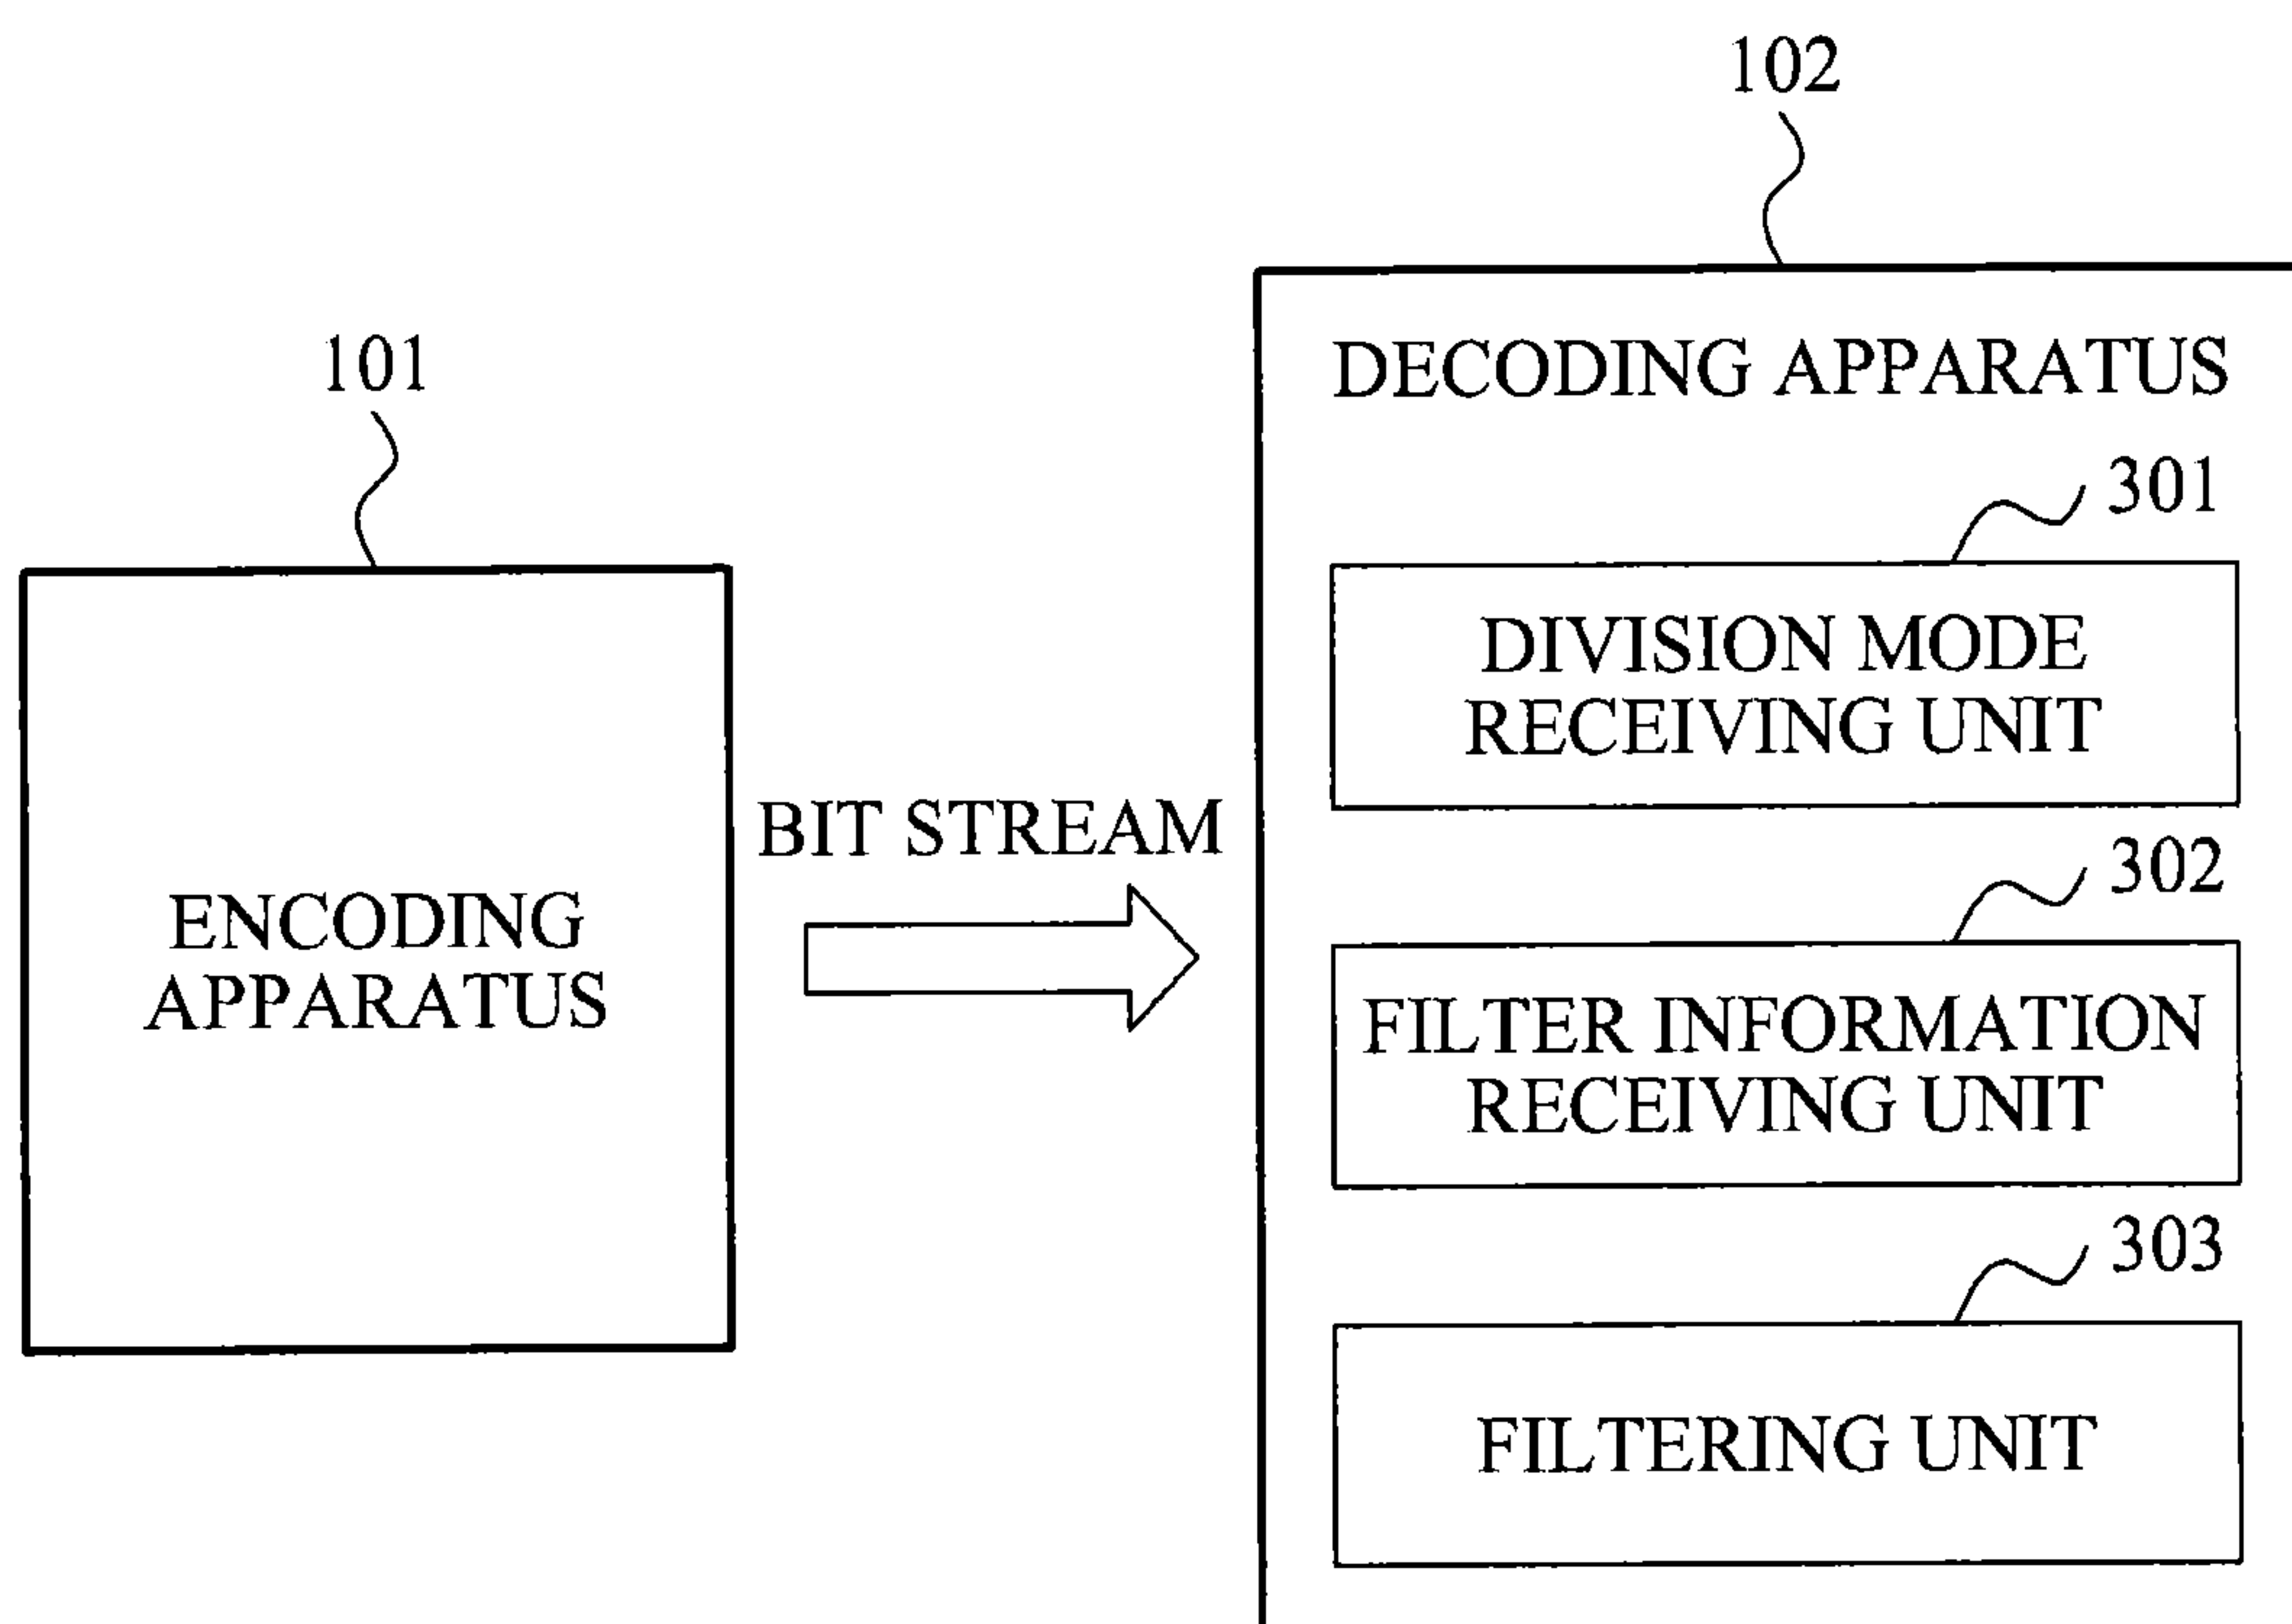 102
101
DECODING APPARATUS
301
DIVISION MODE
RECEIVING UNIT
BIT STREAM
302
ENCODING
APPARATUS
FILTER INFORMATION
RECEIVING UNIT
303
FILTERING UNIT